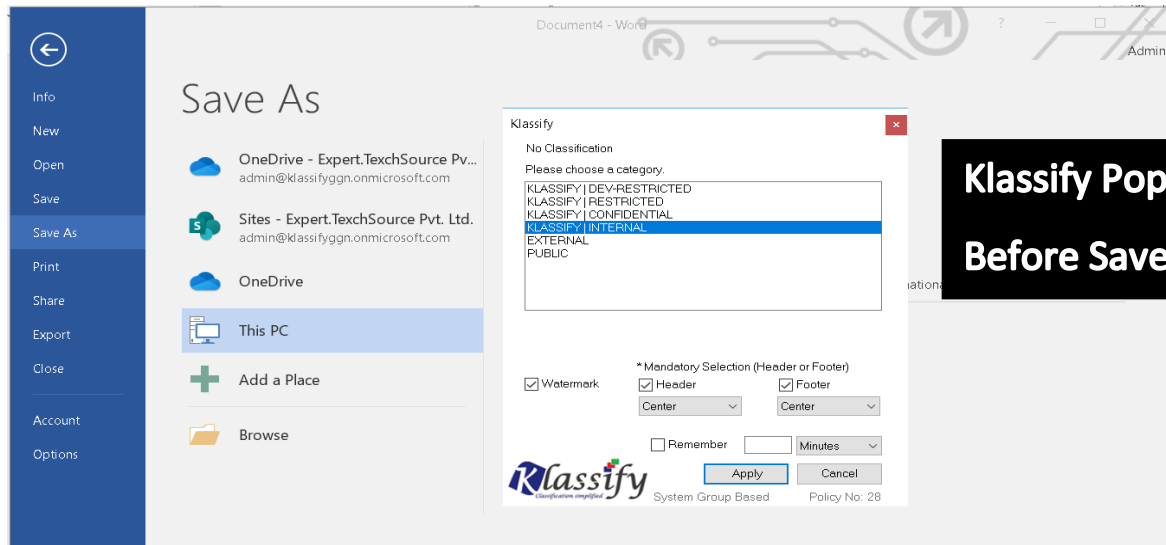 Document4 - Word
?
Admin
Info
New
Open
Save
Save As
Print
Share
Export
Close
Account
Options
Save As
OneDrive - Expert.TexchSource Pv...
admin@klassifyggn.onmicrosoft.com
Sites - Expert.TexchSource Pvt. Ltd.
admin@klassifyggn.onmicrosoft.com
OneDrive
This PC
Add a Place
Browse
Klassify
No Classification
Please choose a category.
KLASSIFY | DEV-RESTRICTED
KLASSIFY | RESTRICTED
KLASSIFY | CONFIDENTIAL
KLASSIFY | INTERNAL
EXTERNAL
PUBLIC
* Mandatory Selection (Header or Footer)
Watermark
Header
Footer
Center
Center
Remember
Minutes
Klassify
Classification simplified
Apply
Cancel
System Group Based
Policy No: 28
Klassify Pop
Before Save